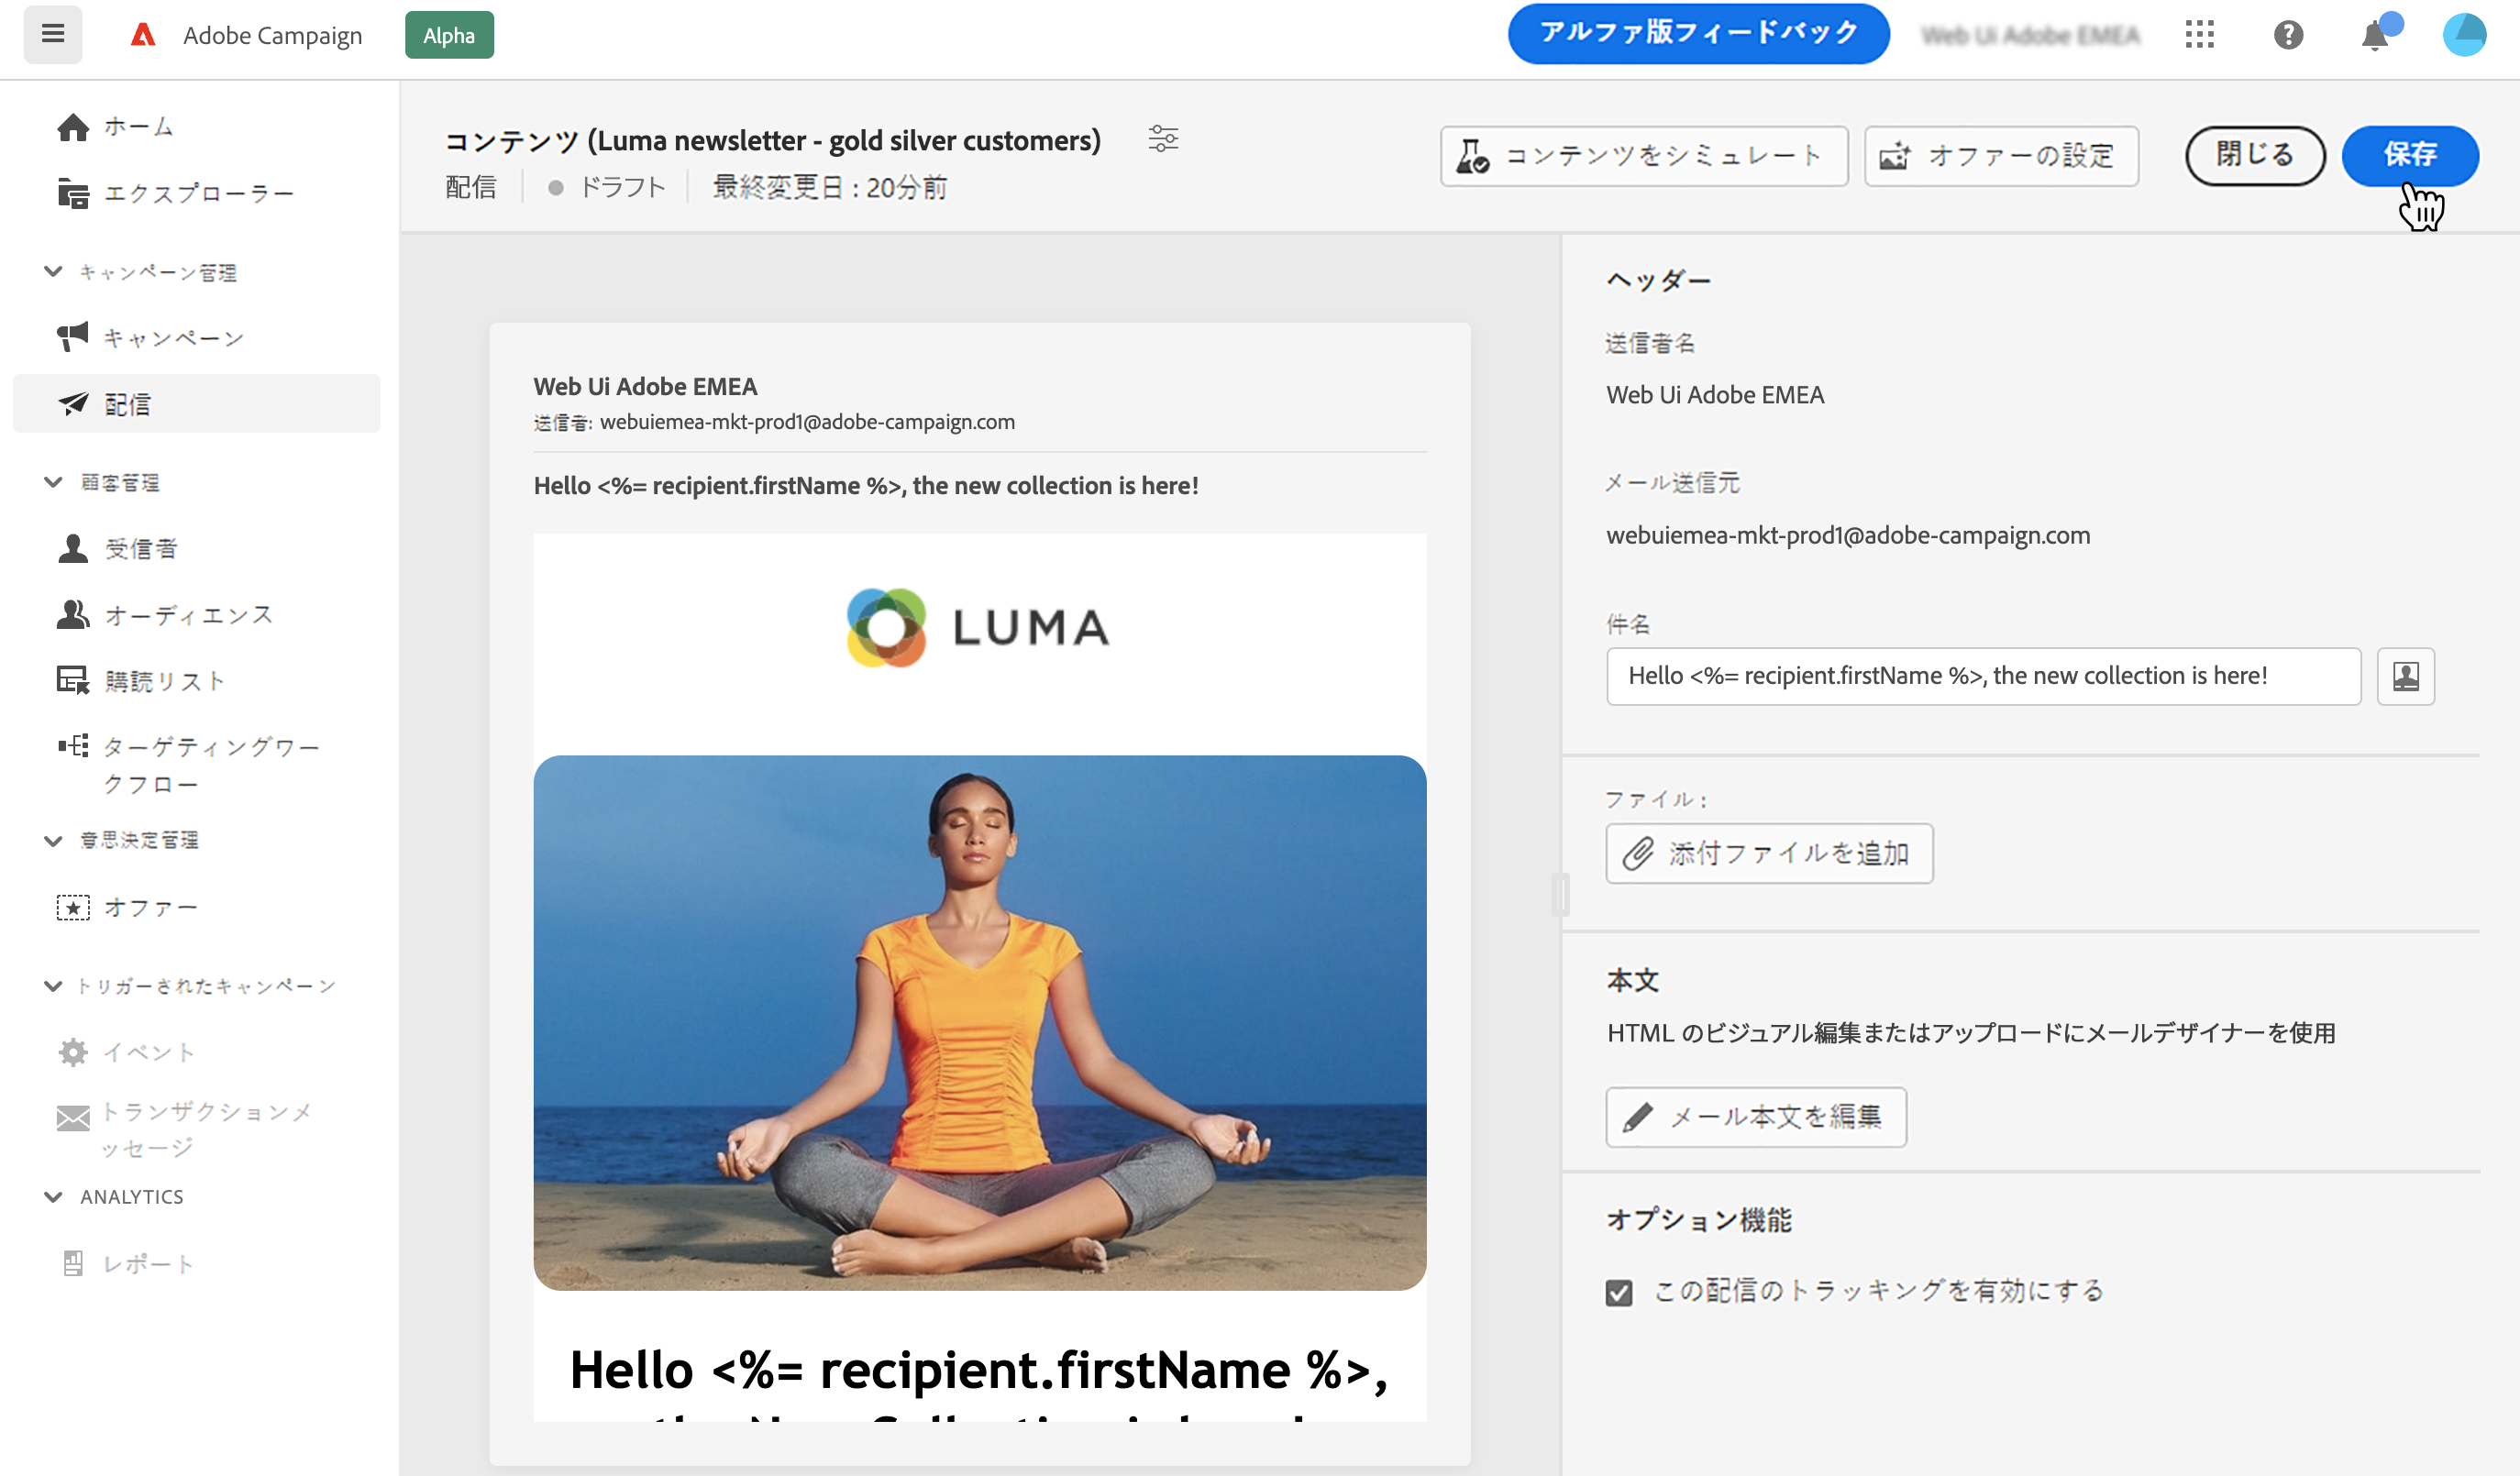 Adobe Campaign
Alpha
アルファ版フィードバック
Web Ui Adobe EMEA
ホーム
エクスプローラー
キャンペーン管理
キャンペーン
配信
顧客管理
受信者
オーディエンス
購読リスト
ターゲティングワー
クフロー
意思決定管理
オファー
トリガーされたキャンペーン
イベント
トランザクションメ
ッセージ
ANALYTICS
レポート
コンテンツ (Luma newsletter - gold silver customers)
配信
ドラフト
最終変更日 : 20分前
コンテンツをシミュレート
オファーの設定
閉じる
保存
Web Ui Adobe EMEA
送信者: webuiemea-mkt-prod1@adobe-campaign.com
Hello <%= recipient.firstName %>, the new collection is here!
LUMA
Hello <%= recipient.firstName %>,
ヘッダー
送信者名
Web Ui Adobe EMEA
メール送信元
webuiemea-mkt-prod1@adobe-campaign.com
件名
Hello <%= recipient.firstName %>, the new collection is here!
ファイル :
添付ファイルを追加
本文
HTML のビジュアル編集またはアップロードにメールデザイナーを使用
メール本文を編集
オプション機能
この配信のトラッキングを有効にする